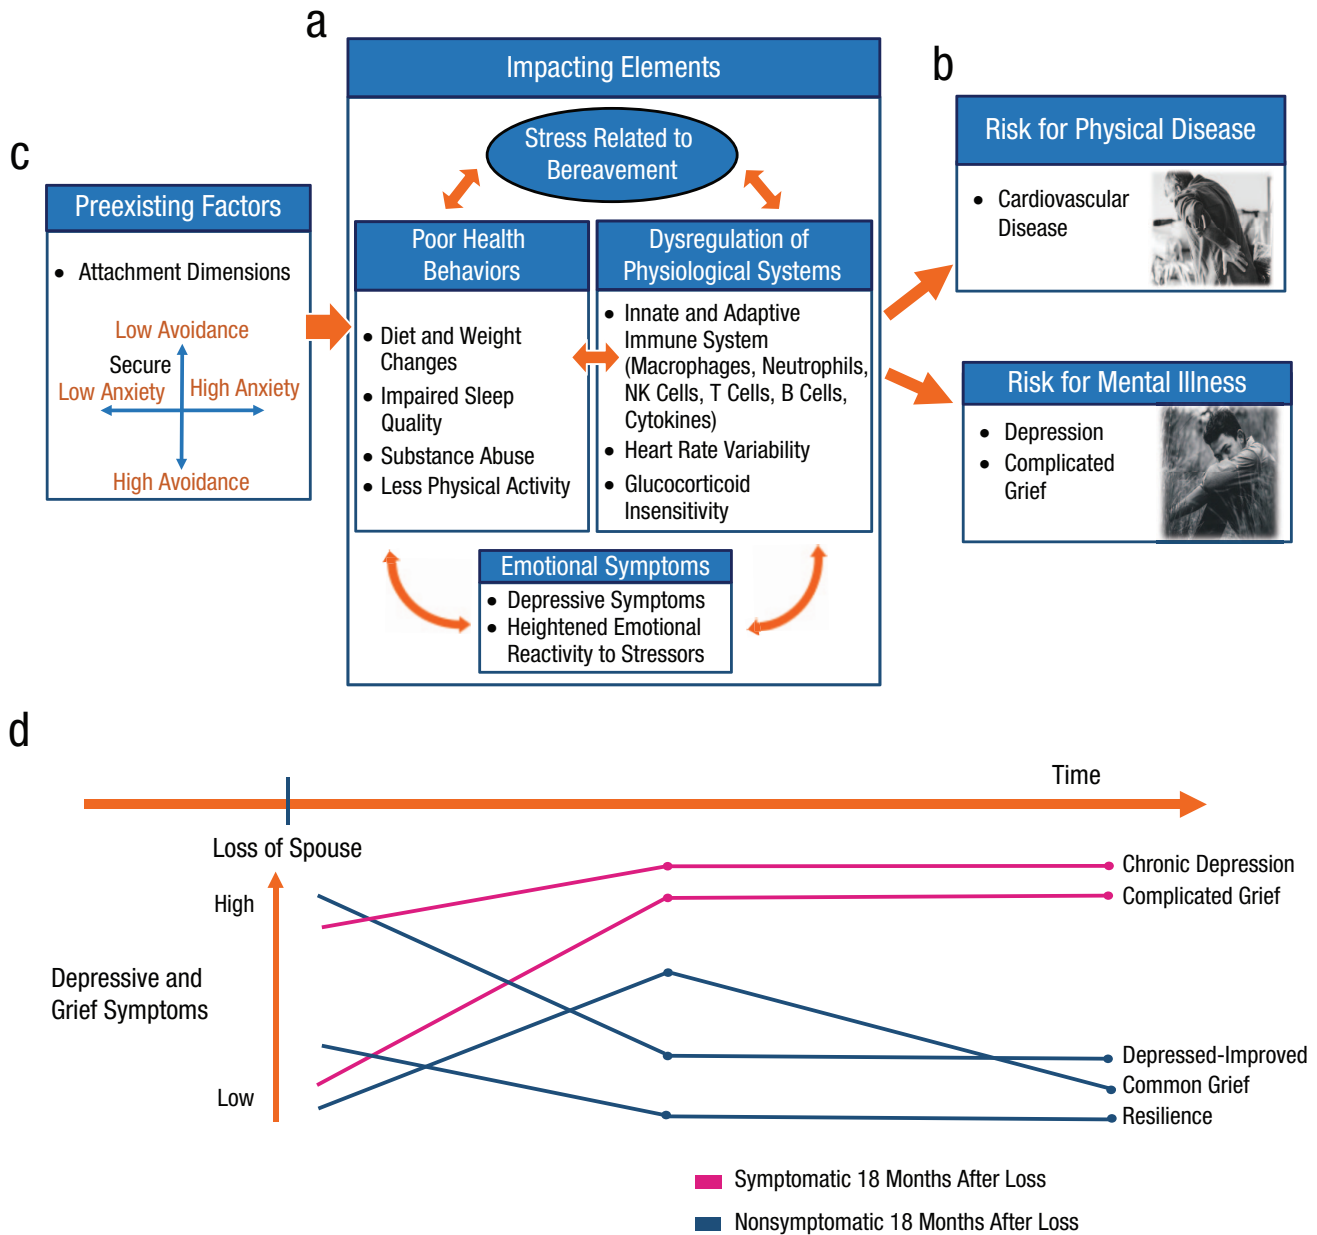 a
Impacting Elements
Stress Related to
Bereavement
Poor Health
Behaviors
• Diet and Weight
Changes
• Impaired Sleep
Quality
• Substance Abuse
• Less Physical Activity
Dysregulation of
Physiological Systems
• Innate and Adaptive
Immune System
(Macrophages, Neutrophils,
NK Cells, T Cells, B Cells,
Cytokines)
• Heart Rate Variability
• Glucocorticoid
Insensitivity
Emotional Symptoms
• Depressive Symptoms
• Heightened Emotional
Reactivity to Stressors
b
Risk for Physical Disease
• Cardiovascular
Disease
Risk for Mental Illness
• Depression
• Complicated
Grief
c
Preexisting Factors
• Attachment Dimensions
Low Avoidance
Secure
Low Anxiety
High Anxiety
High Avoidance
d
Time
Loss of Spouse
High
Depressive and
Grief Symptoms
Low
Chronic Depression
Complicated Grief
Depressed-Improved
Common Grief
Resilience
Symptomatic 18 Months After Loss
Nonsymptomatic 18 Months After Loss